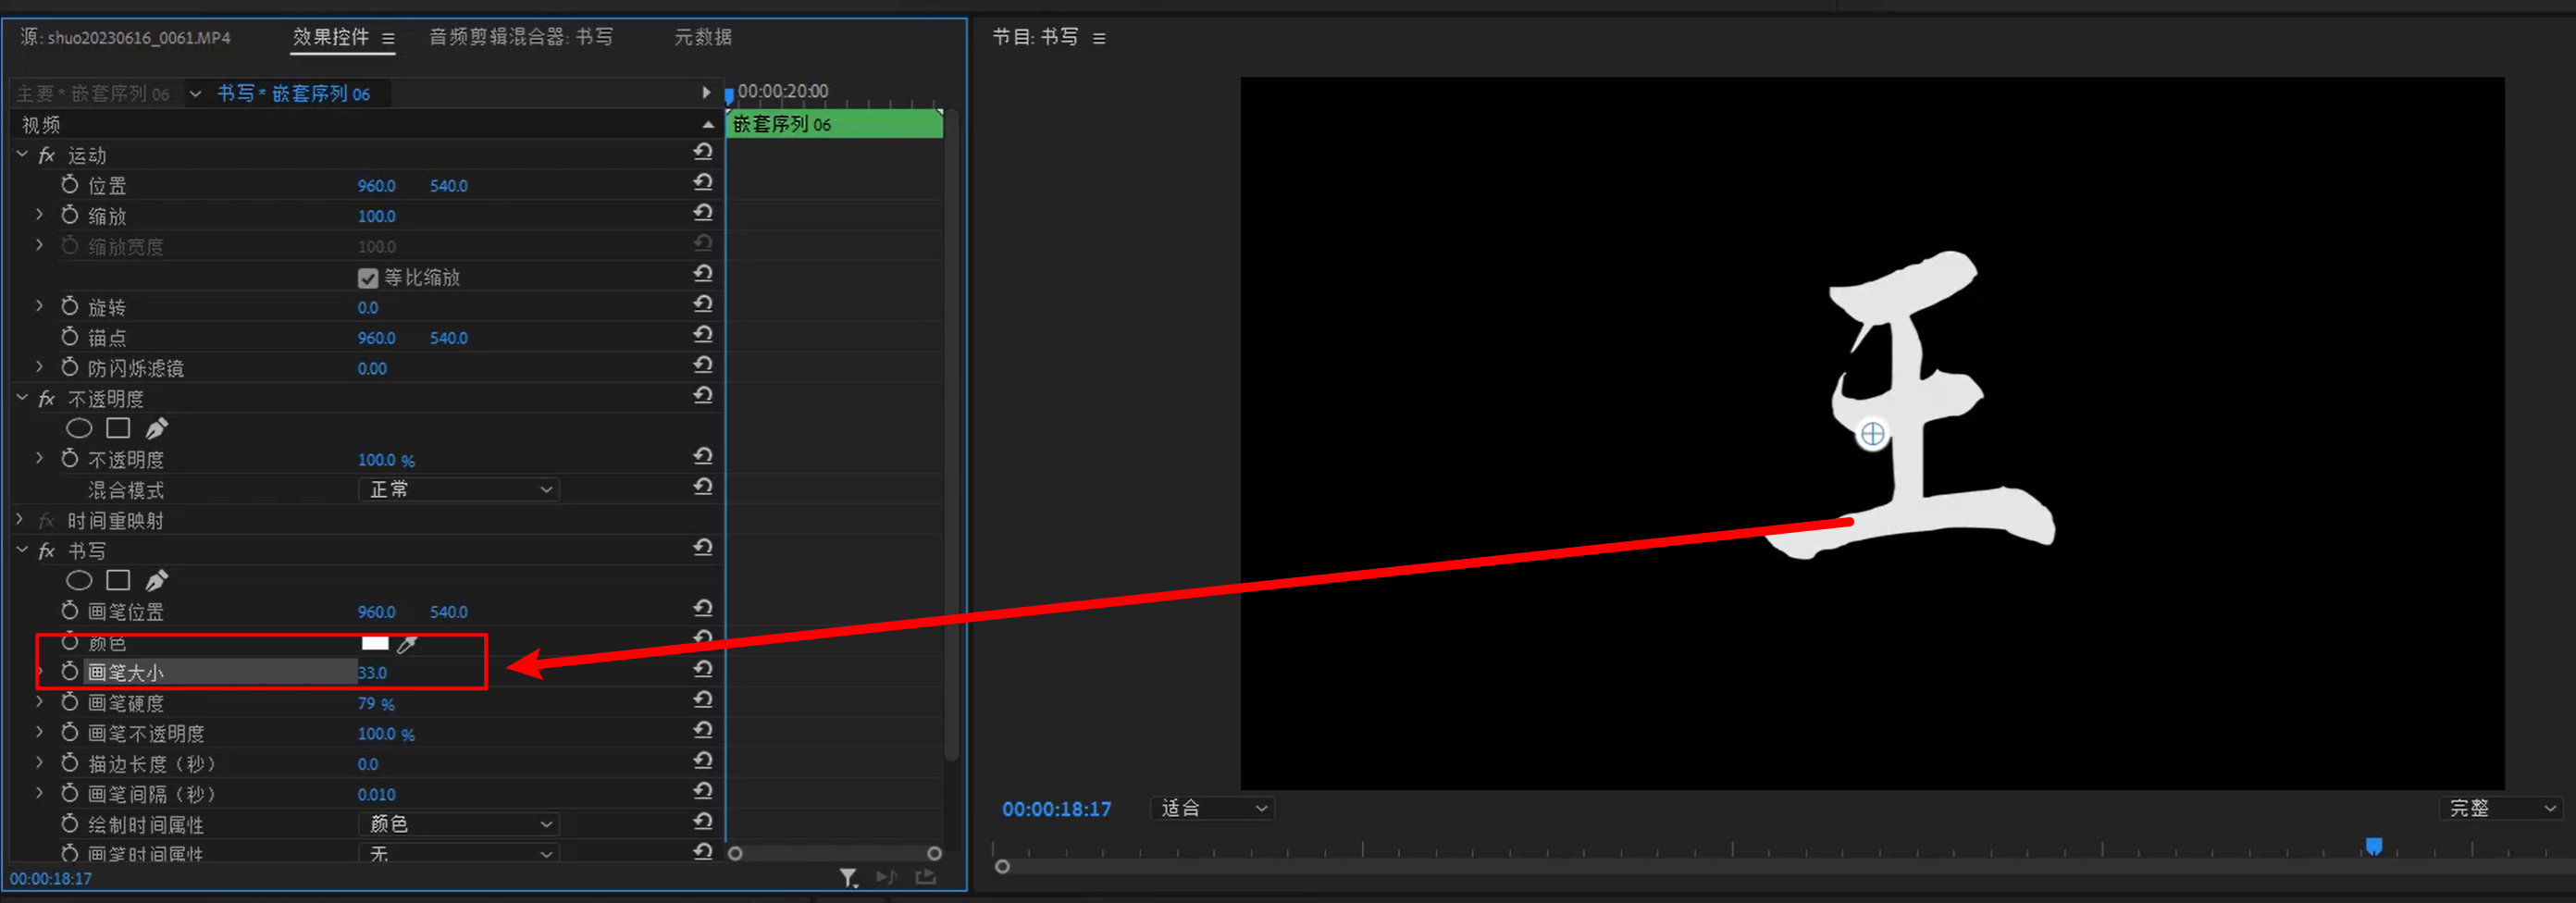 源: shuo20230616_0061.MP4 效果控件 音频剪辑混合器: 书写 元数据
主要 * 嵌套序列 06 书写 * 嵌套序列 06 00:00:20:00
视频 嵌套序列 06
fx 运动
位置 960.0 540.0
缩放 100.0
缩放宽度 100.0
等比缩放
旋转 0.0
锚点 960.0 540.0
防闪烁滤镜 0.00
fx 不透明度
不透明度 100.0 %
混合模式 正常
fx 时间重映射
fx 书写
画笔位置 960.0 540.0
颜色
画笔大小 33.0
画笔硬度 79 %
画笔不透明度 100.0 %
描边长度（秒） 0.0
画笔间隔（秒） 0.010
绘制时间属性 颜色
画笔时间属性 无
00:00:18:17
节目: 书写
王
00:00:18:17 适合 完整